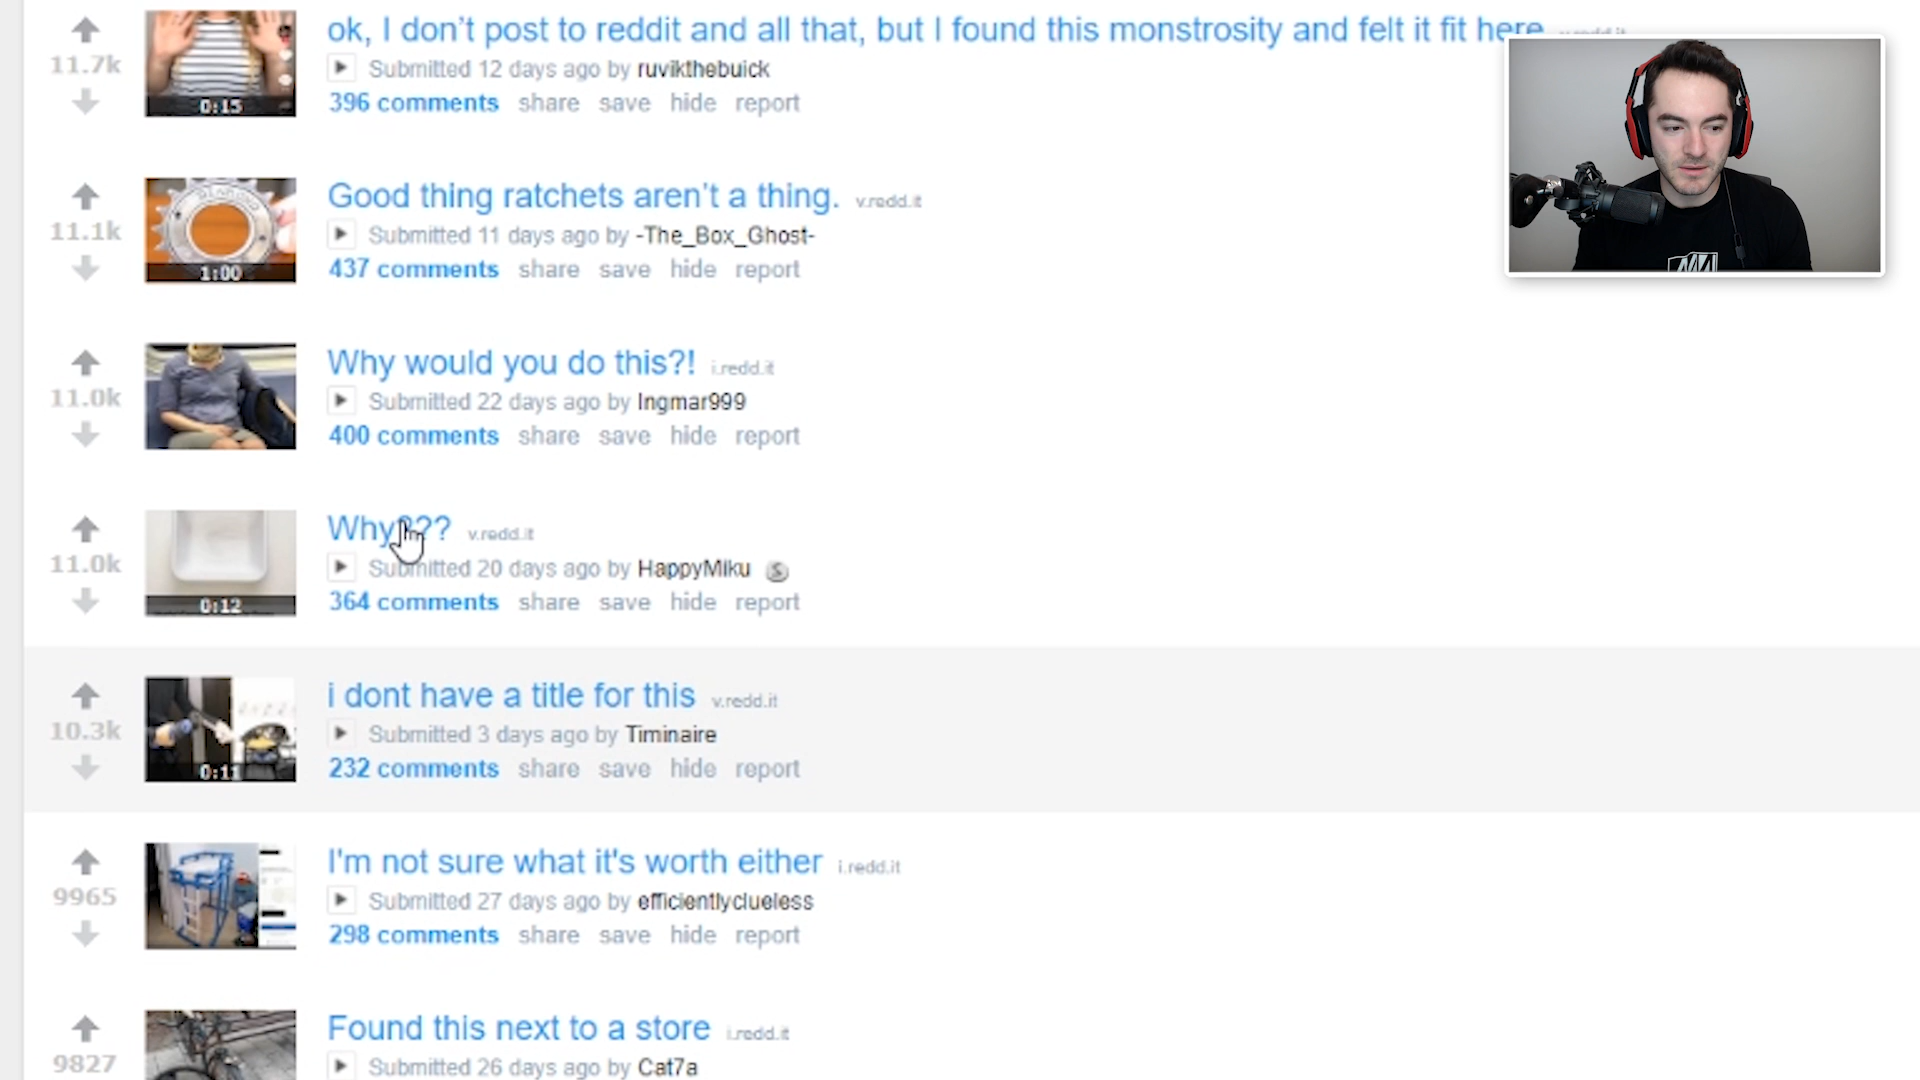 ok, I don't post to reddit and all that, but I found this monstrosity and felt it fit here v.redd.it
11.7k
Submitted 12 days ago by ruvikthebuick
0:15
396 comments share save hide report
Good thing ratchets aren't a thing. v.redd.it
11.1k
Submitted 11 days ago by -The_Box_Ghost-
1:00
437 comments share save hide report
Why would you do this?! i.redd.it
11.0k
Submitted 22 days ago by Ingmar999
400 comments share save hide report
Why??? v.redd.it
11.0k
Submitted 20 days ago by HappyMiku S
0:12
364 comments share save hide report
i dont have a title for this v.redd.it
10.3k
Submitted 3 days ago by Timinaire
0:11
232 comments share save hide report
I'm not sure what it's worth either i.redd.it
9965
Submitted 27 days ago by efficientlyclueless
298 comments share save hide report
Found this next to a store i.redd.it
9827
Submitted 26 days ago by Cat7a